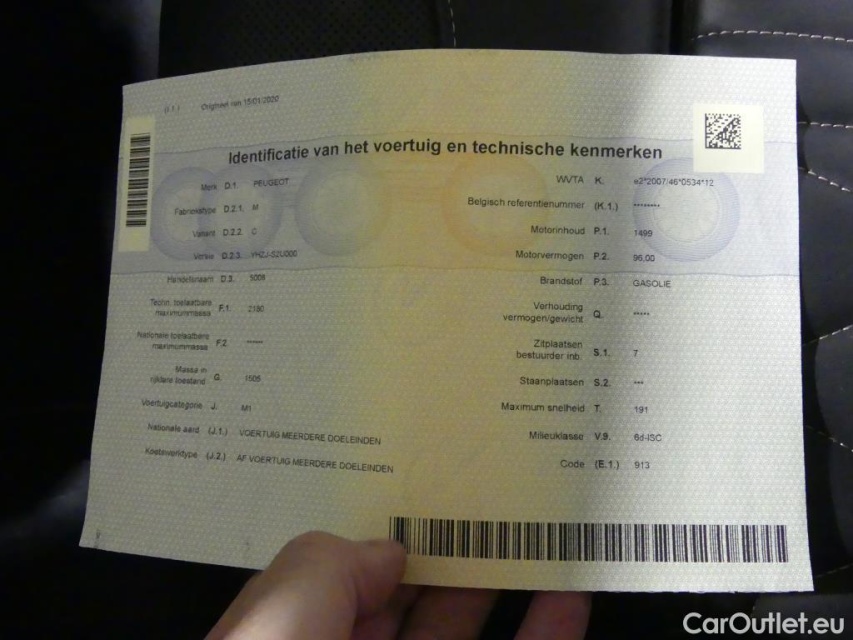 (I.1.) Origineel van 15/01/2020
Identificatie van het voertuig en technische kenmerken
Merk D.1. PEUGEOT
Fabriekstype D.2.1. M
Variant D.2.2. C
Versie D.2.3. YHZJ-S2U000
Handelsnaam D.3. 5008
Techn. toelaatbare
maximummassa F.1. 2180
Nationale toelaatbare
maximummassa F.2. -----
Massa in
rijklare toestand G. 1505
Voertuigcategorie J. M1
Nationale aard (J.1.) VOERTUIG MEERDERE DOELEINDEN
Koetswerktype (J.2.) AF VOERTUIG MEERDERE DOELEINDEN
WVTA K. e2*2007/46*0534*12
Belgisch referentienummer (K.1.) --------
Motorinhoud P.1. 1499
Motorvermogen P.2. 96.00
Brandstof P.3. GASOLIE
Verhouding
vermogen/gewicht Q. -----
Zitplaatsen
bestuurder inb. S.1. 7
Staanplaatsen S.2. ---
Maximum snelheid T. 191
Milieuklasse V.9. 6d-ISC
Code (E.1.) 913
CarOutlet.eu